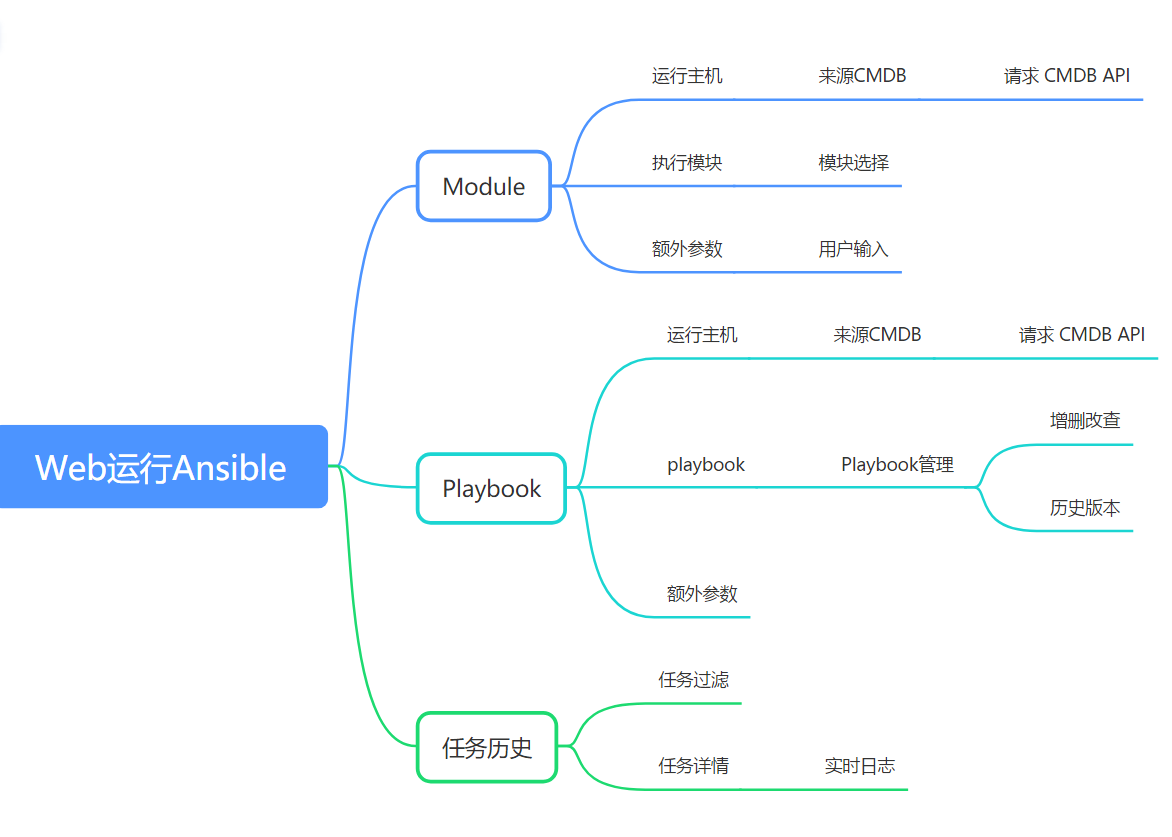 Web运行Ansible
Module
运行主机
来源CMDB
请求 CMDB API
执行模块
模块选择
额外参数
用户输入
Playbook
运行主机
来源CMDB
请求 CMDB API
playbook
Playbook管理
增删改查
历史版本
额外参数
任务历史
任务过滤
任务详情
实时日志